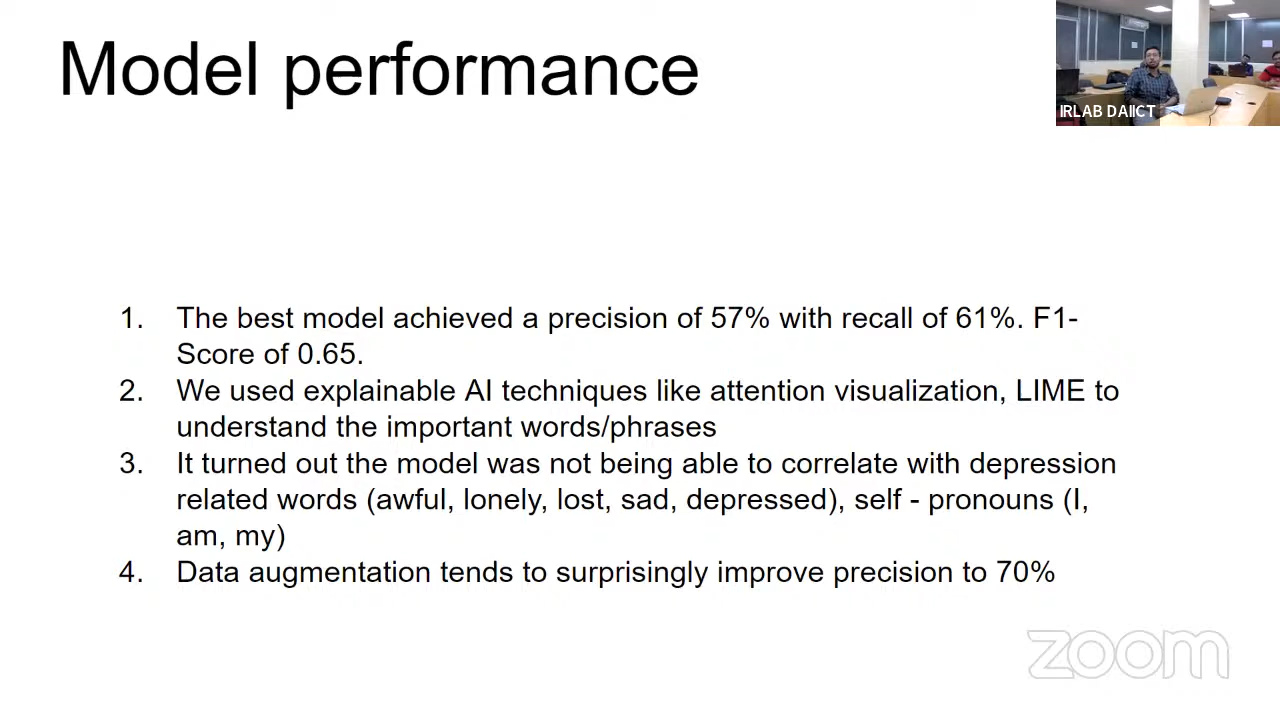 Model performance
IRLAB DAIICT
1. The best model achieved a precision of 57% with recall of 61%. F1-
Score of 0.65.
2. We used explainable AI techniques like attention visualization, LIME to
understand the important words/phrases
3. It turned out the model was not being able to correlate with depression
related words (awful, lonely, lost, sad, depressed), self - pronouns (I,
am, my)
4. Data augmentation tends to surprisingly improve precision to 70%
zoom